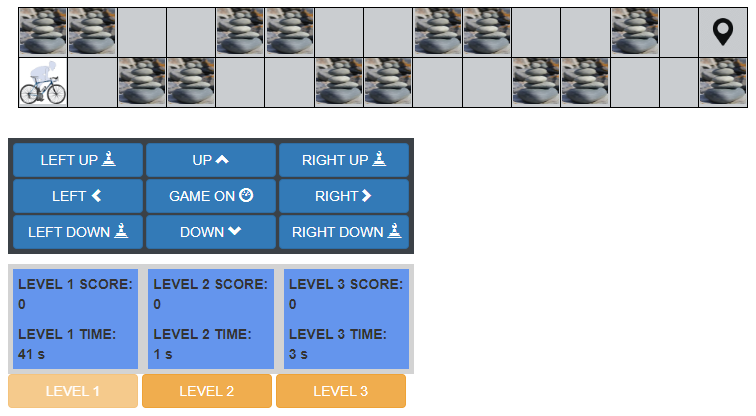 LEFT UP UP RIGHT UP
LEFT GAME ON RIGHT
LEFT DOWN DOWN RIGHT DOWN
LEVEL 1 SCORE:
0
LEVEL 1 TIME:
41 s
LEVEL 2 SCORE:
0
LEVEL 2 TIME:
1 s
LEVEL 3 SCORE:
0
LEVEL 3 TIME:
3 s
LEVEL 1 LEVEL 2 LEVEL 3